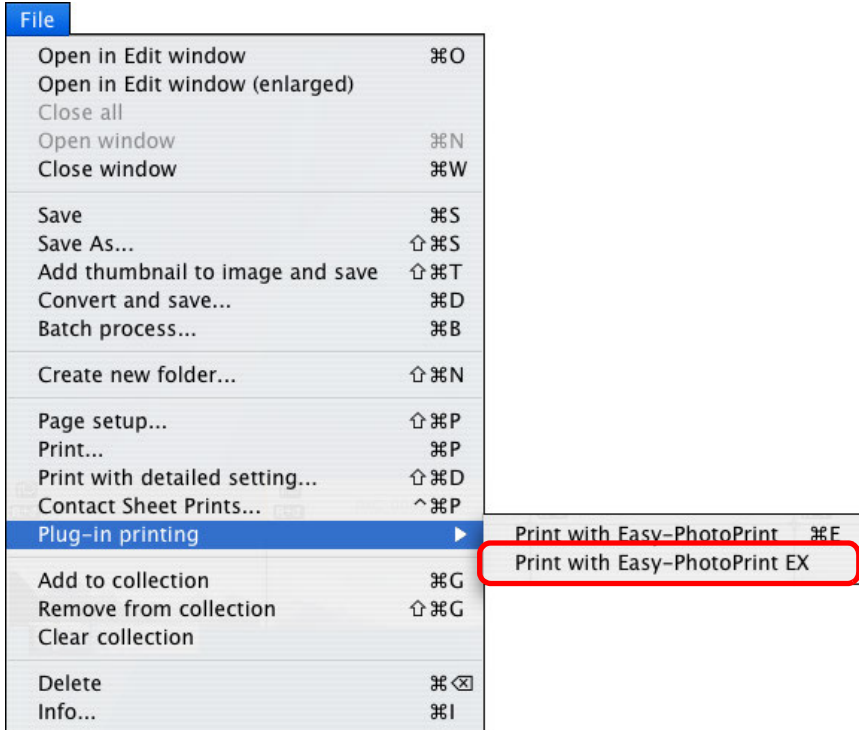 File
Open in Edit window ⌘O
Open in Edit window (enlarged)
Close all
Open window ⌘N
Close window ⌘W
Save ⌘S
Save As... ⇧⌘S
Add thumbnail to image and save ⇧⌘T
Convert and save... ⌘D
Batch process... ⌘B
Create new folder... ⇧⌘N
Page setup... ⇧⌘P
Print... ⌘P
Print with detailed setting... ⇧⌘D
Contact Sheet Prints... ^⌘P
Plug-in printing ▶
Print with Easy-PhotoPrint ⌘E
Print with Easy-PhotoPrint EX
Add to collection ⌘G
Remove from collection ⇧⌘G
Clear collection
Delete ⌘⌫
Info... ⌘I